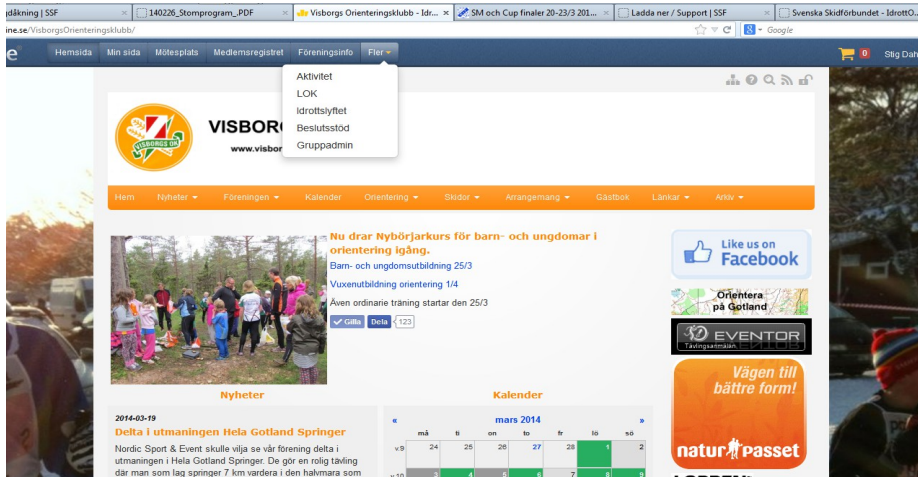 gdåkning | SSF
140226_Stomprogram_.PDF
Visborgs Orienteringsklubb - Idr...
SM och Cup finaler 20-23/3 201...
Ladda ner / Support | SSF
Svenska Skidförbundet - IdrottO...
ine.se/VisborgsOrienteringsklubb/
Google
e
Hemsida Min sida Mötesplats Medlemsregistret Föreningsinfo Fler
0 Stig Dah
Aktivitet
LOK
Idrottslyftet
Beslutsstöd
Gruppadmin
VISBORGS OK
VISBOR
www.visbor
Hem Nyheter Föreningen Kalender Orientering Skidor Arrangemang Gästbok Länkar Arkiv
Nu drar Nybörjarkurs för barn- och ungdomar i
orientering igång.
Barn- och ungdomsutbildning 25/3
Vuxenutbildning orientering 1/4
Även ordinarie träning startar den 25/3
Gilla Dela 123
Like us on
Facebook
Orientera
på Gotland
EVENTOR
Tävlingsanmälan
Vägen till
bättre form!
naturpasset
Nyheter
2014-03-19
Delta i utmaningen Hela Gotland Springer
Nordic Sport & Event skulle vilja se vår förening delta i
utmaningen i Hela Gotland Springer. De gör en rolig tävling
där man som lag springer 7 km vardera i den halvmara som
Kalender
« mars 2014 »
må ti on to fr lö sö
v.9 24 25 26 27 28 1 2
v.10 3 4 5 6 7 8 9